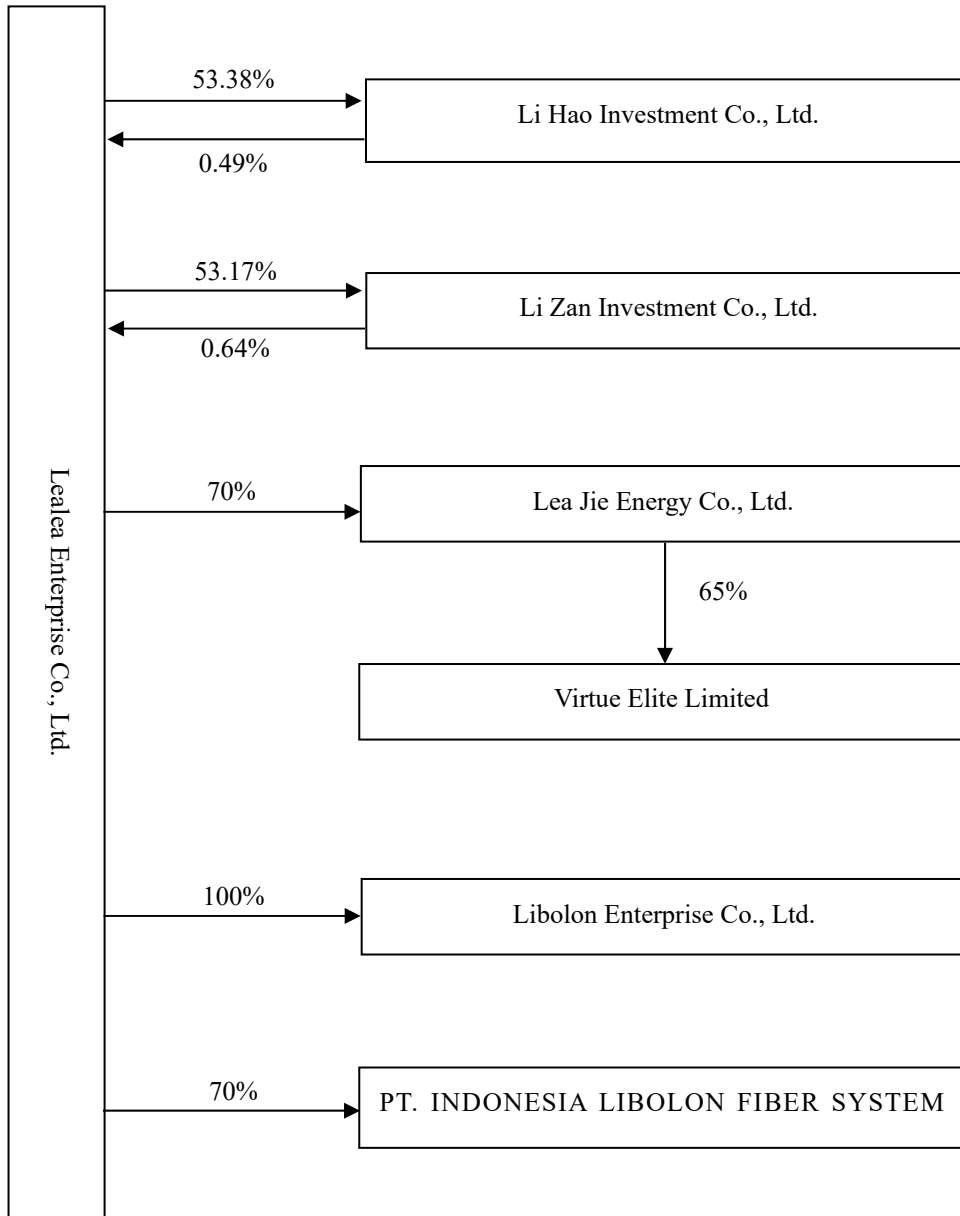 53.38%
Li Hao Investment Co., Ltd.
0.49%
53.17%
Li Zan Investment Co., Ltd.
0.64%
Lealea Enterprise Co., Ltd.
70%
Lea Jie Energy Co., Ltd.
65%
Virtue Elite Limited
100%
Libolon Enterprise Co., Ltd.
70%
PT. INDONESIA LIBOLON FIBER SYSTEM